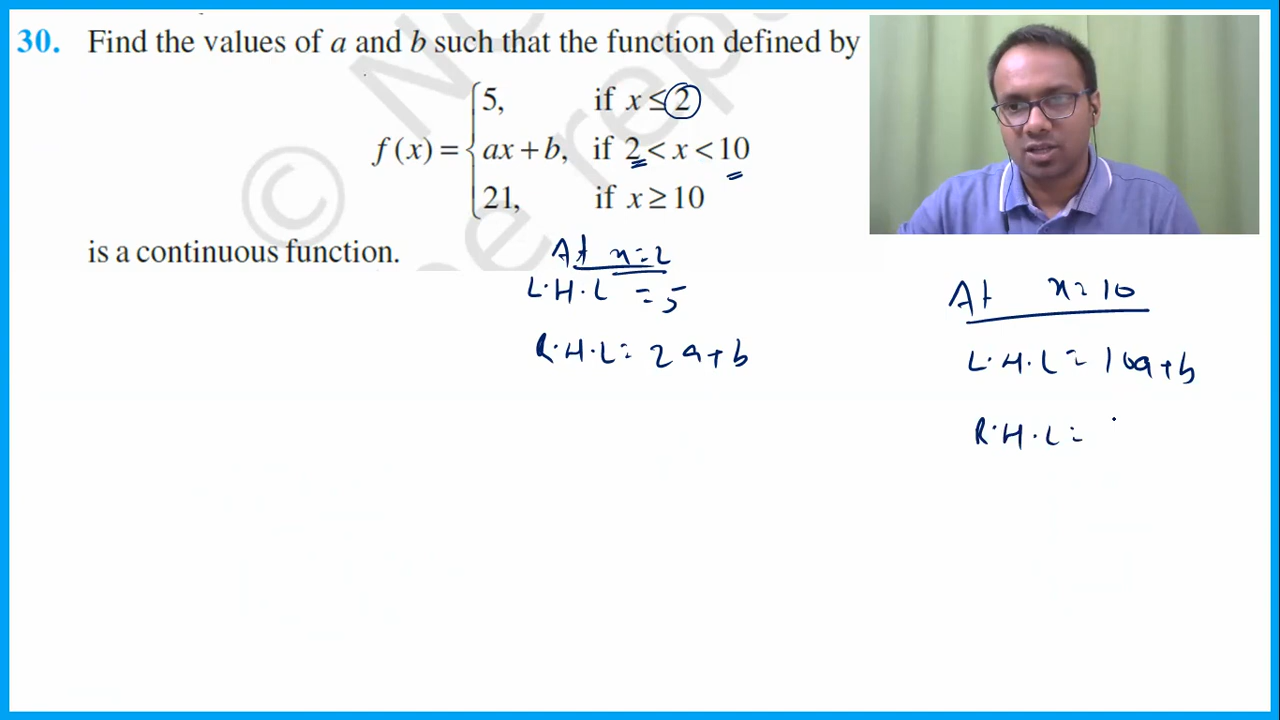 30. Find the values of a and b such that the function defined by
f(x) = { 5, if x ≤ 2
ax + b, if 2 < x < 10
21, if x ≥ 10
is a continuous function.
At x=2
L.H.L = 5
R.H.L = 2a+b
At x=10
L.H.L = 10a+b
R.H.L =